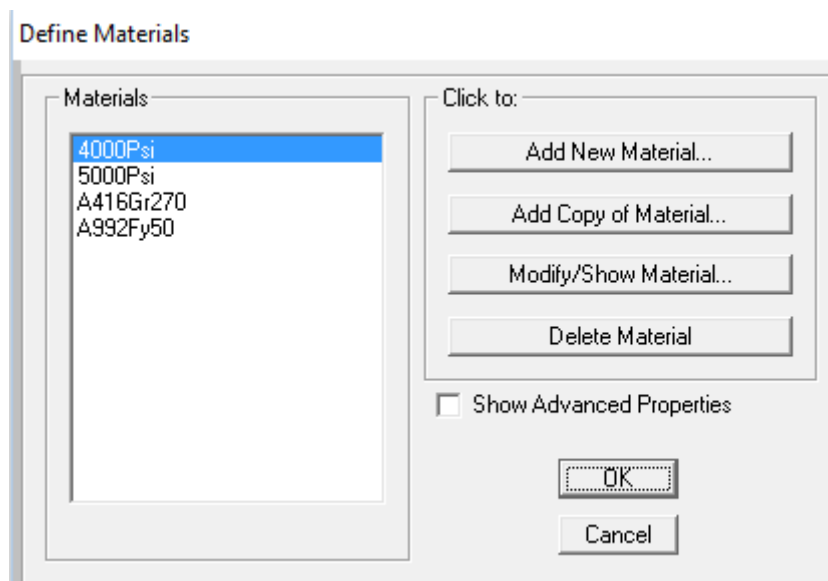 Define Materials
Materials
4000Psi
5000Psi
A416Gr270
A992Fy50
Click to:
Add New Material...
Add Copy of Material...
Modify/Show Material...
Delete Material
Show Advanced Properties
OK
Cancel